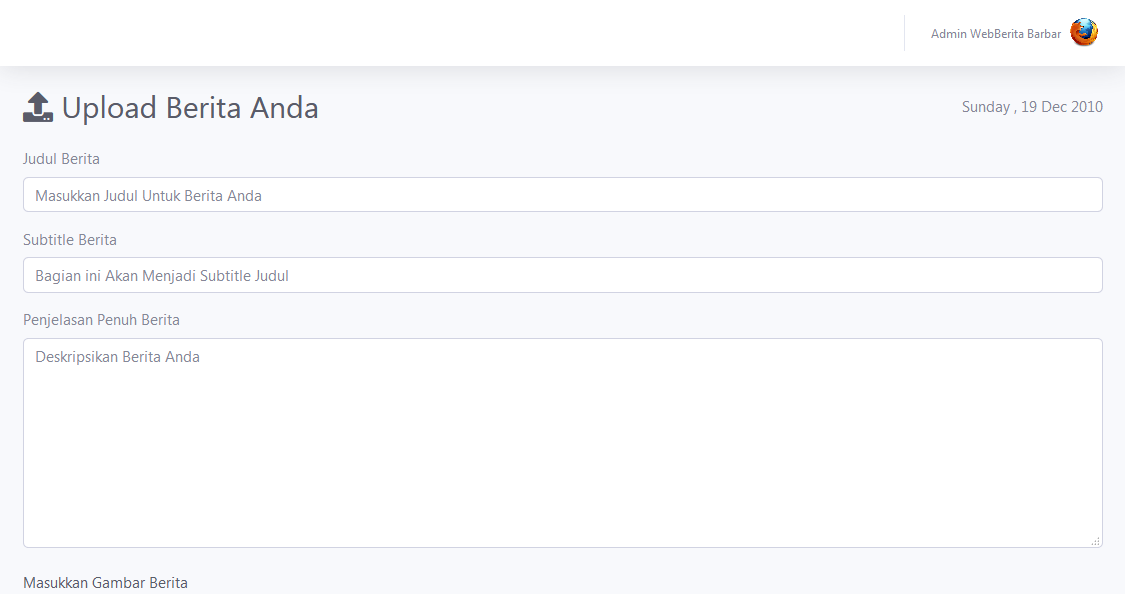 Admin WebBerita Barbar
Upload Berita Anda
Sunday , 19 Dec 2010
Judul Berita
Masukkan Judul Untuk Berita Anda
Subtitle Berita
Bagian ini Akan Menjadi Subtitle Judul
Penjelasan Penuh Berita
Deskripsikan Berita Anda
Masukkan Gambar Berita